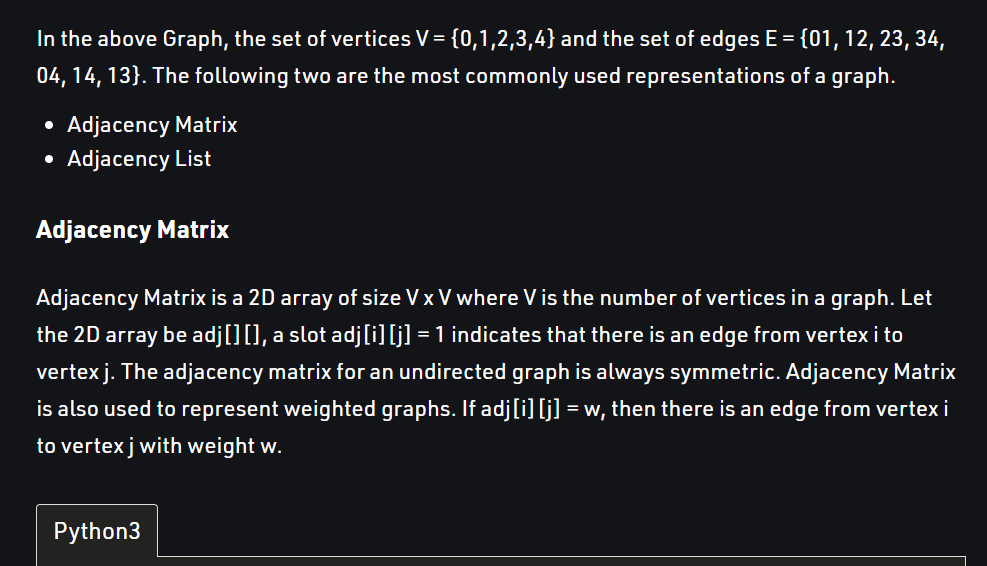 In the above Graph, the set of vertices V = {0,1,2,3,4} and the set of edges E = {01, 12, 23, 34,
04, 14, 13}. The following two are the most commonly used representations of a graph.
• Adjacency Matrix
• Adjacency List
Adjacency Matrix
Adjacency Matrix is a 2D array of size V x V where V is the number of vertices in a graph. Let
the 2D array be adj[][], a slot adj[i][j] = 1 indicates that there is an edge from vertex i to
vertex j. The adjacency matrix for an undirected graph is always symmetric. Adjacency Matrix
is also used to represent weighted graphs. If adj[i][j] = w, then there is an edge from vertex i
to vertex j with weight w.
Python3